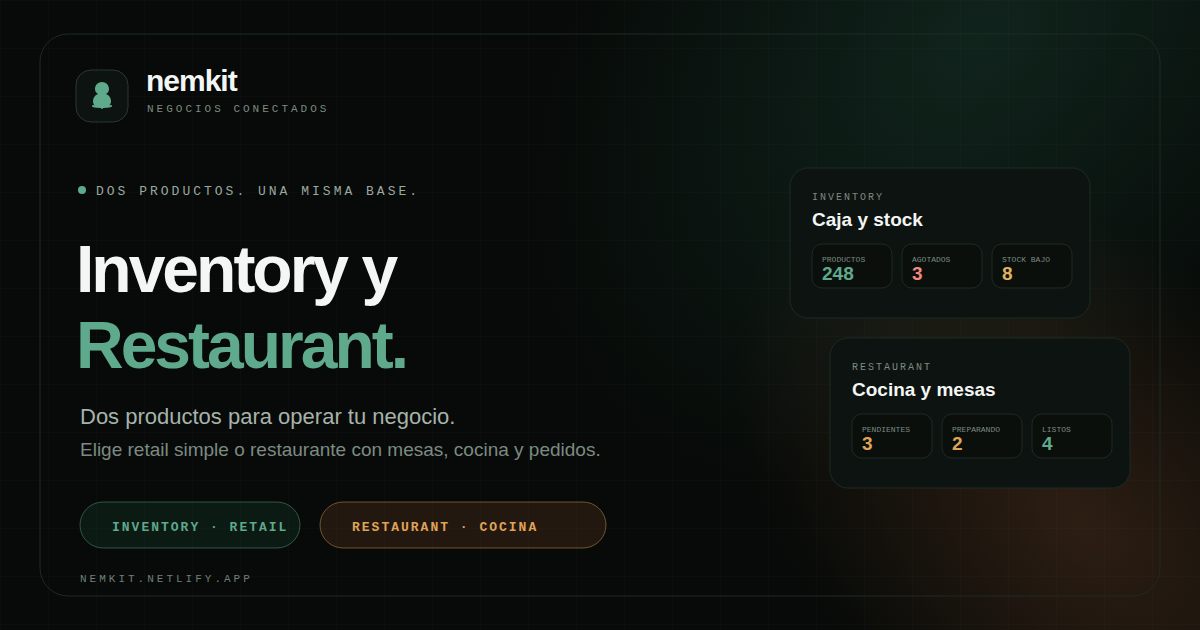 nemkit
NEGOCIOS CONECTADOS
DOS PRODUCTOS. UNA MISMA BASE.
Inventory y
Restaurant.
Dos productos para operar tu negocio.
Elige retail simple o restaurante con mesas, cocina y pedidos.
INVENTORY · RETAIL
RESTAURANT · COCINA
NEMKIT.NETLIFY.APP
INVENTORY
Caja y stock
PRODUCTOS
248
AGOTADOS
3
STOCK BAJO
8
RESTAURANT
Cocina y mesas
PENDIENTES
3
PREPARANDO
2
LISTOS
4